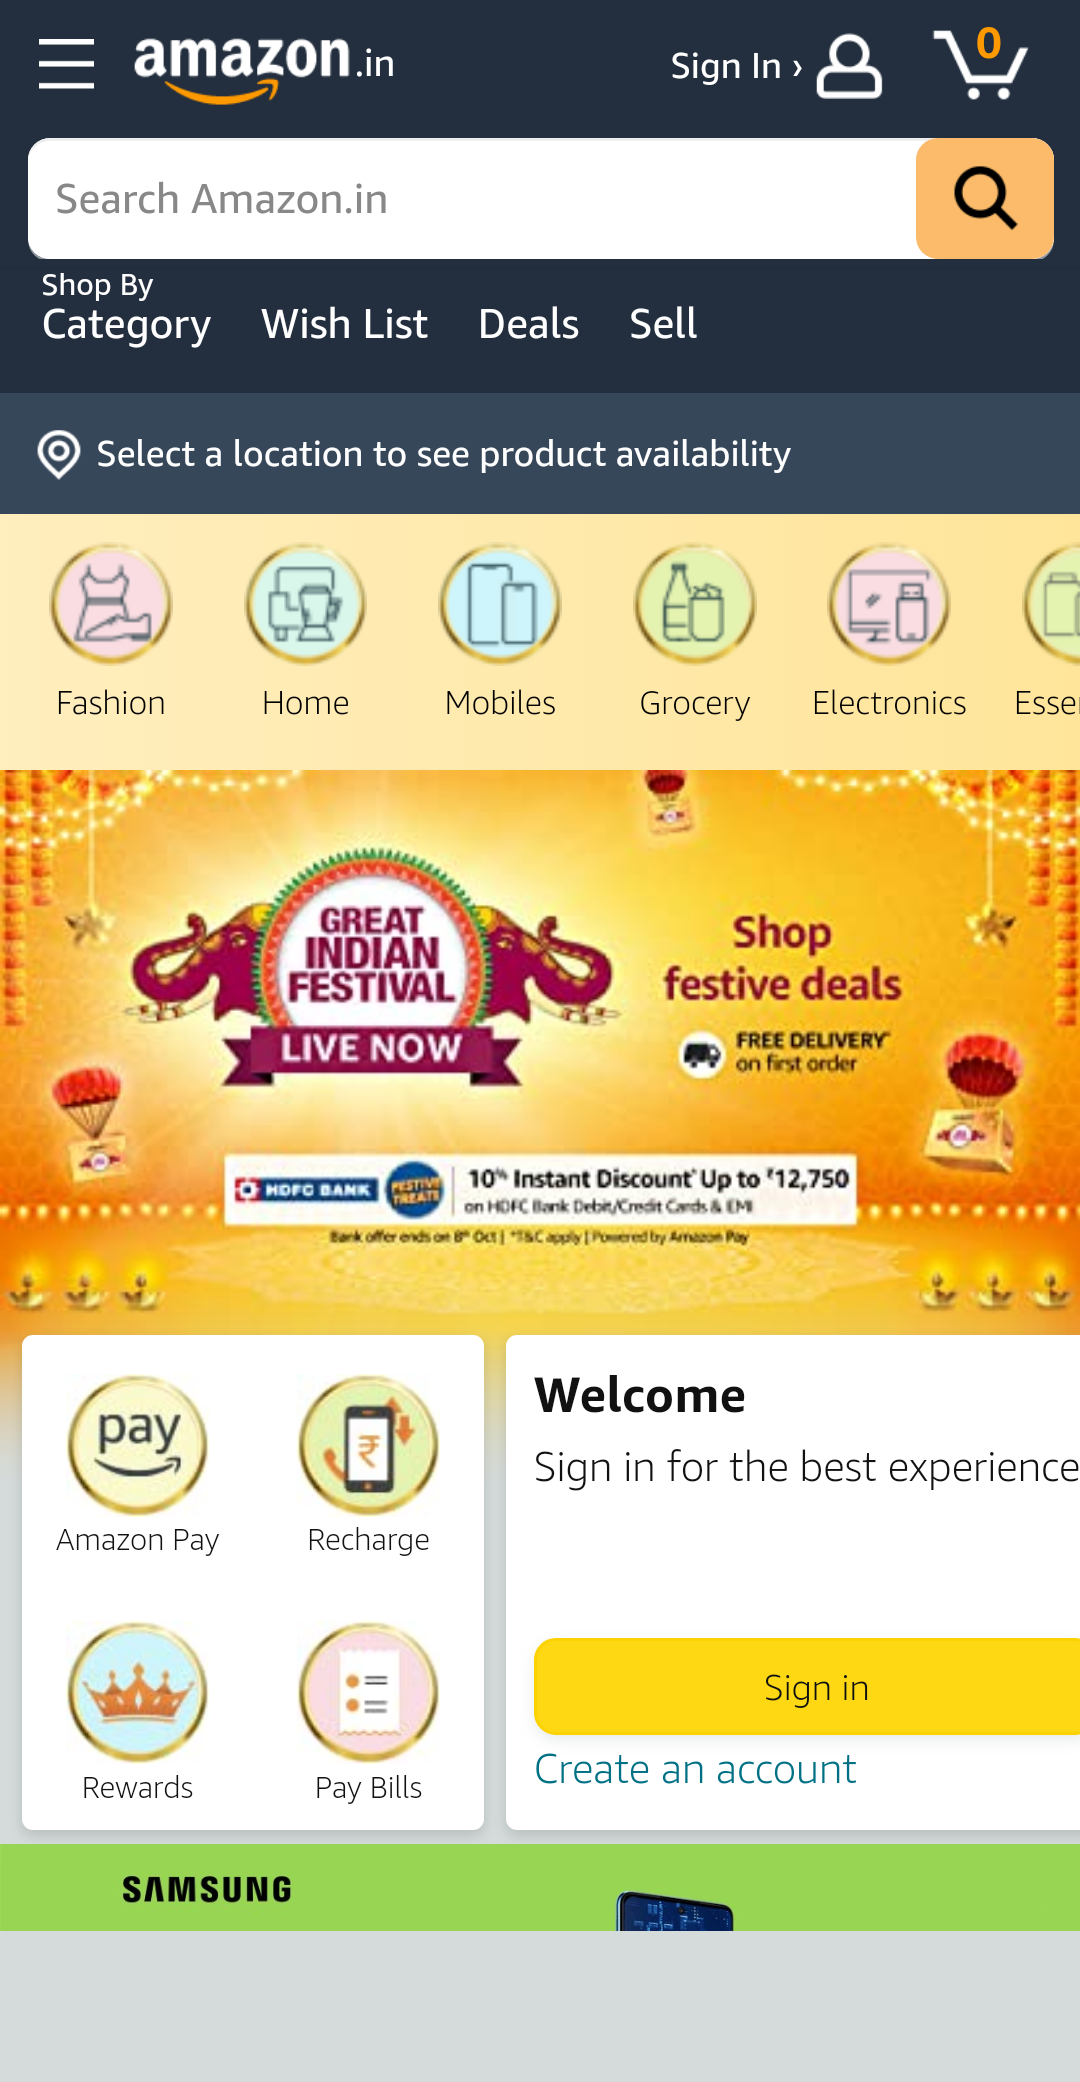 amazon.in
Sign In ›
0
Search Amazon.in
Shop By
Category Wish List Deals Sell
Select a location to see product availability
Fashion Home Mobiles Grocery Electronics Esse
GREAT
INDIAN
FESTIVAL
LIVE NOW
Shop
festive deals
FREE DELIVERY*
on first order
HDFC BANK
FESTIVE
TREATS
10% Instant Discount* Up to ₹12,750
on HDFC Bank Debit/Credit Cards & EMI
Bank offer ends on 8th Oct | *T&C apply | Powered by Amazon Pay
pay
Amazon Pay Recharge
Rewards Pay Bills
Welcome
Sign in for the best experience
Sign in
Create an account
SAMSUNG